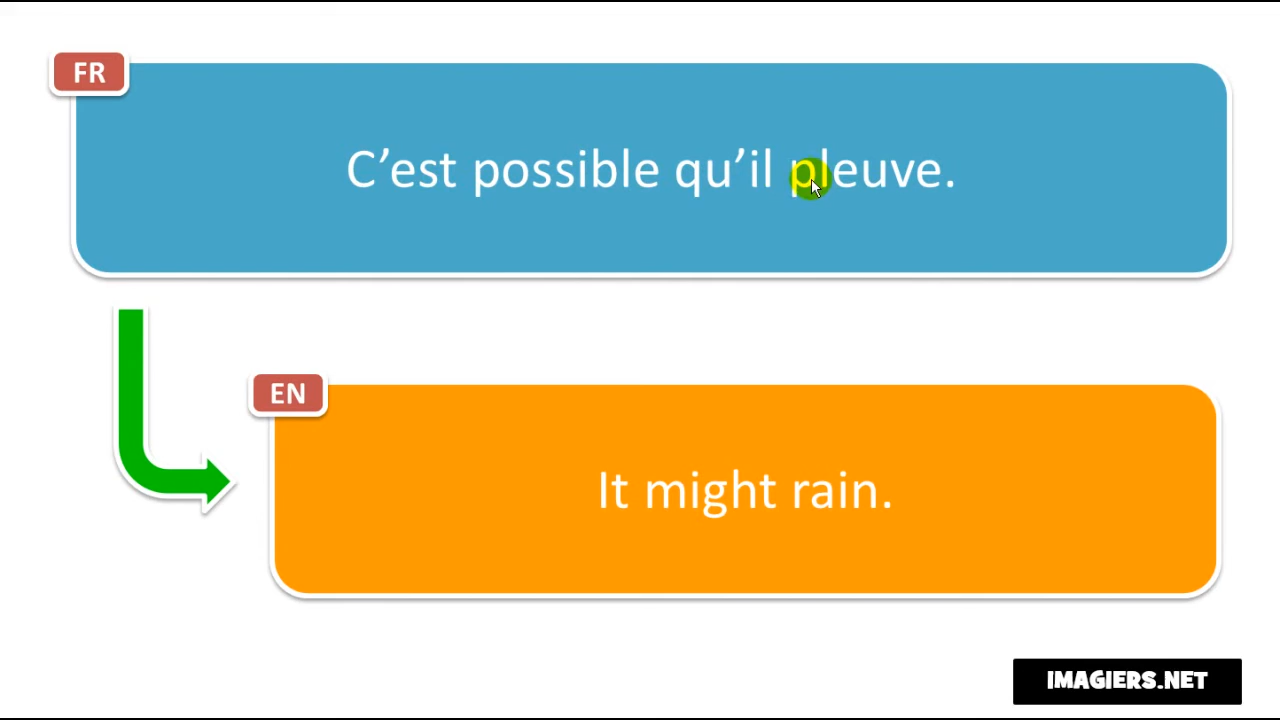 FR
C’est possible qu’il pleuve.
EN
It might rain.
IMAGIERS.NET